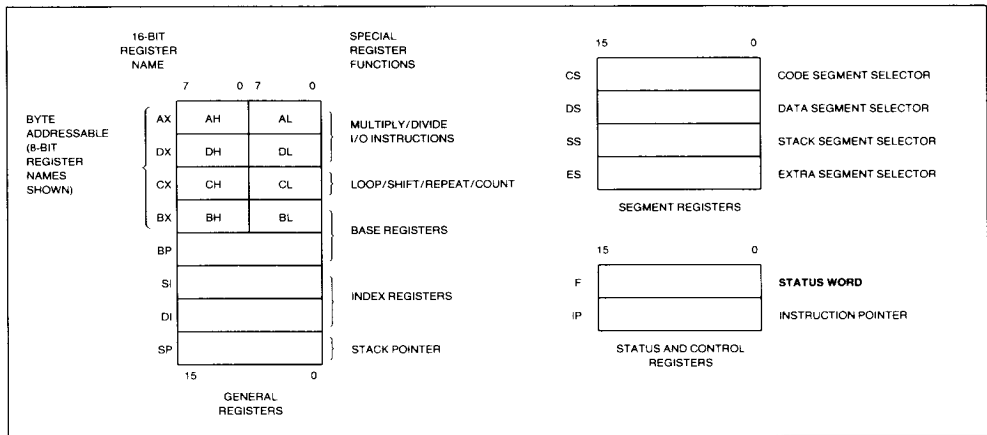 16-BIT
REGISTER
NAME
SPECIAL
REGISTER
FUNCTIONS
7 0 7 0
BYTE
ADDRESSABLE
(8-BIT
REGISTER
NAMES
SHOWN)
AX AH AL
DX DH DL
MULTIPLY/DIVIDE
I/O INSTRUCTIONS
CX CH CL LOOP/SHIFT/REPEAT/COUNT
BX BH BL
BASE REGISTERS
BP
SI
INDEX REGISTERS
DI
SP STACK POINTER
15 0
GENERAL
REGISTERS
15 0
CS CODE SEGMENT SELECTOR
DS DATA SEGMENT SELECTOR
SS STACK SEGMENT SELECTOR
ES EXTRA SEGMENT SELECTOR
SEGMENT REGISTERS
15 0
F STATUS WORD
IP INSTRUCTION POINTER
STATUS AND CONTROL
REGISTERS